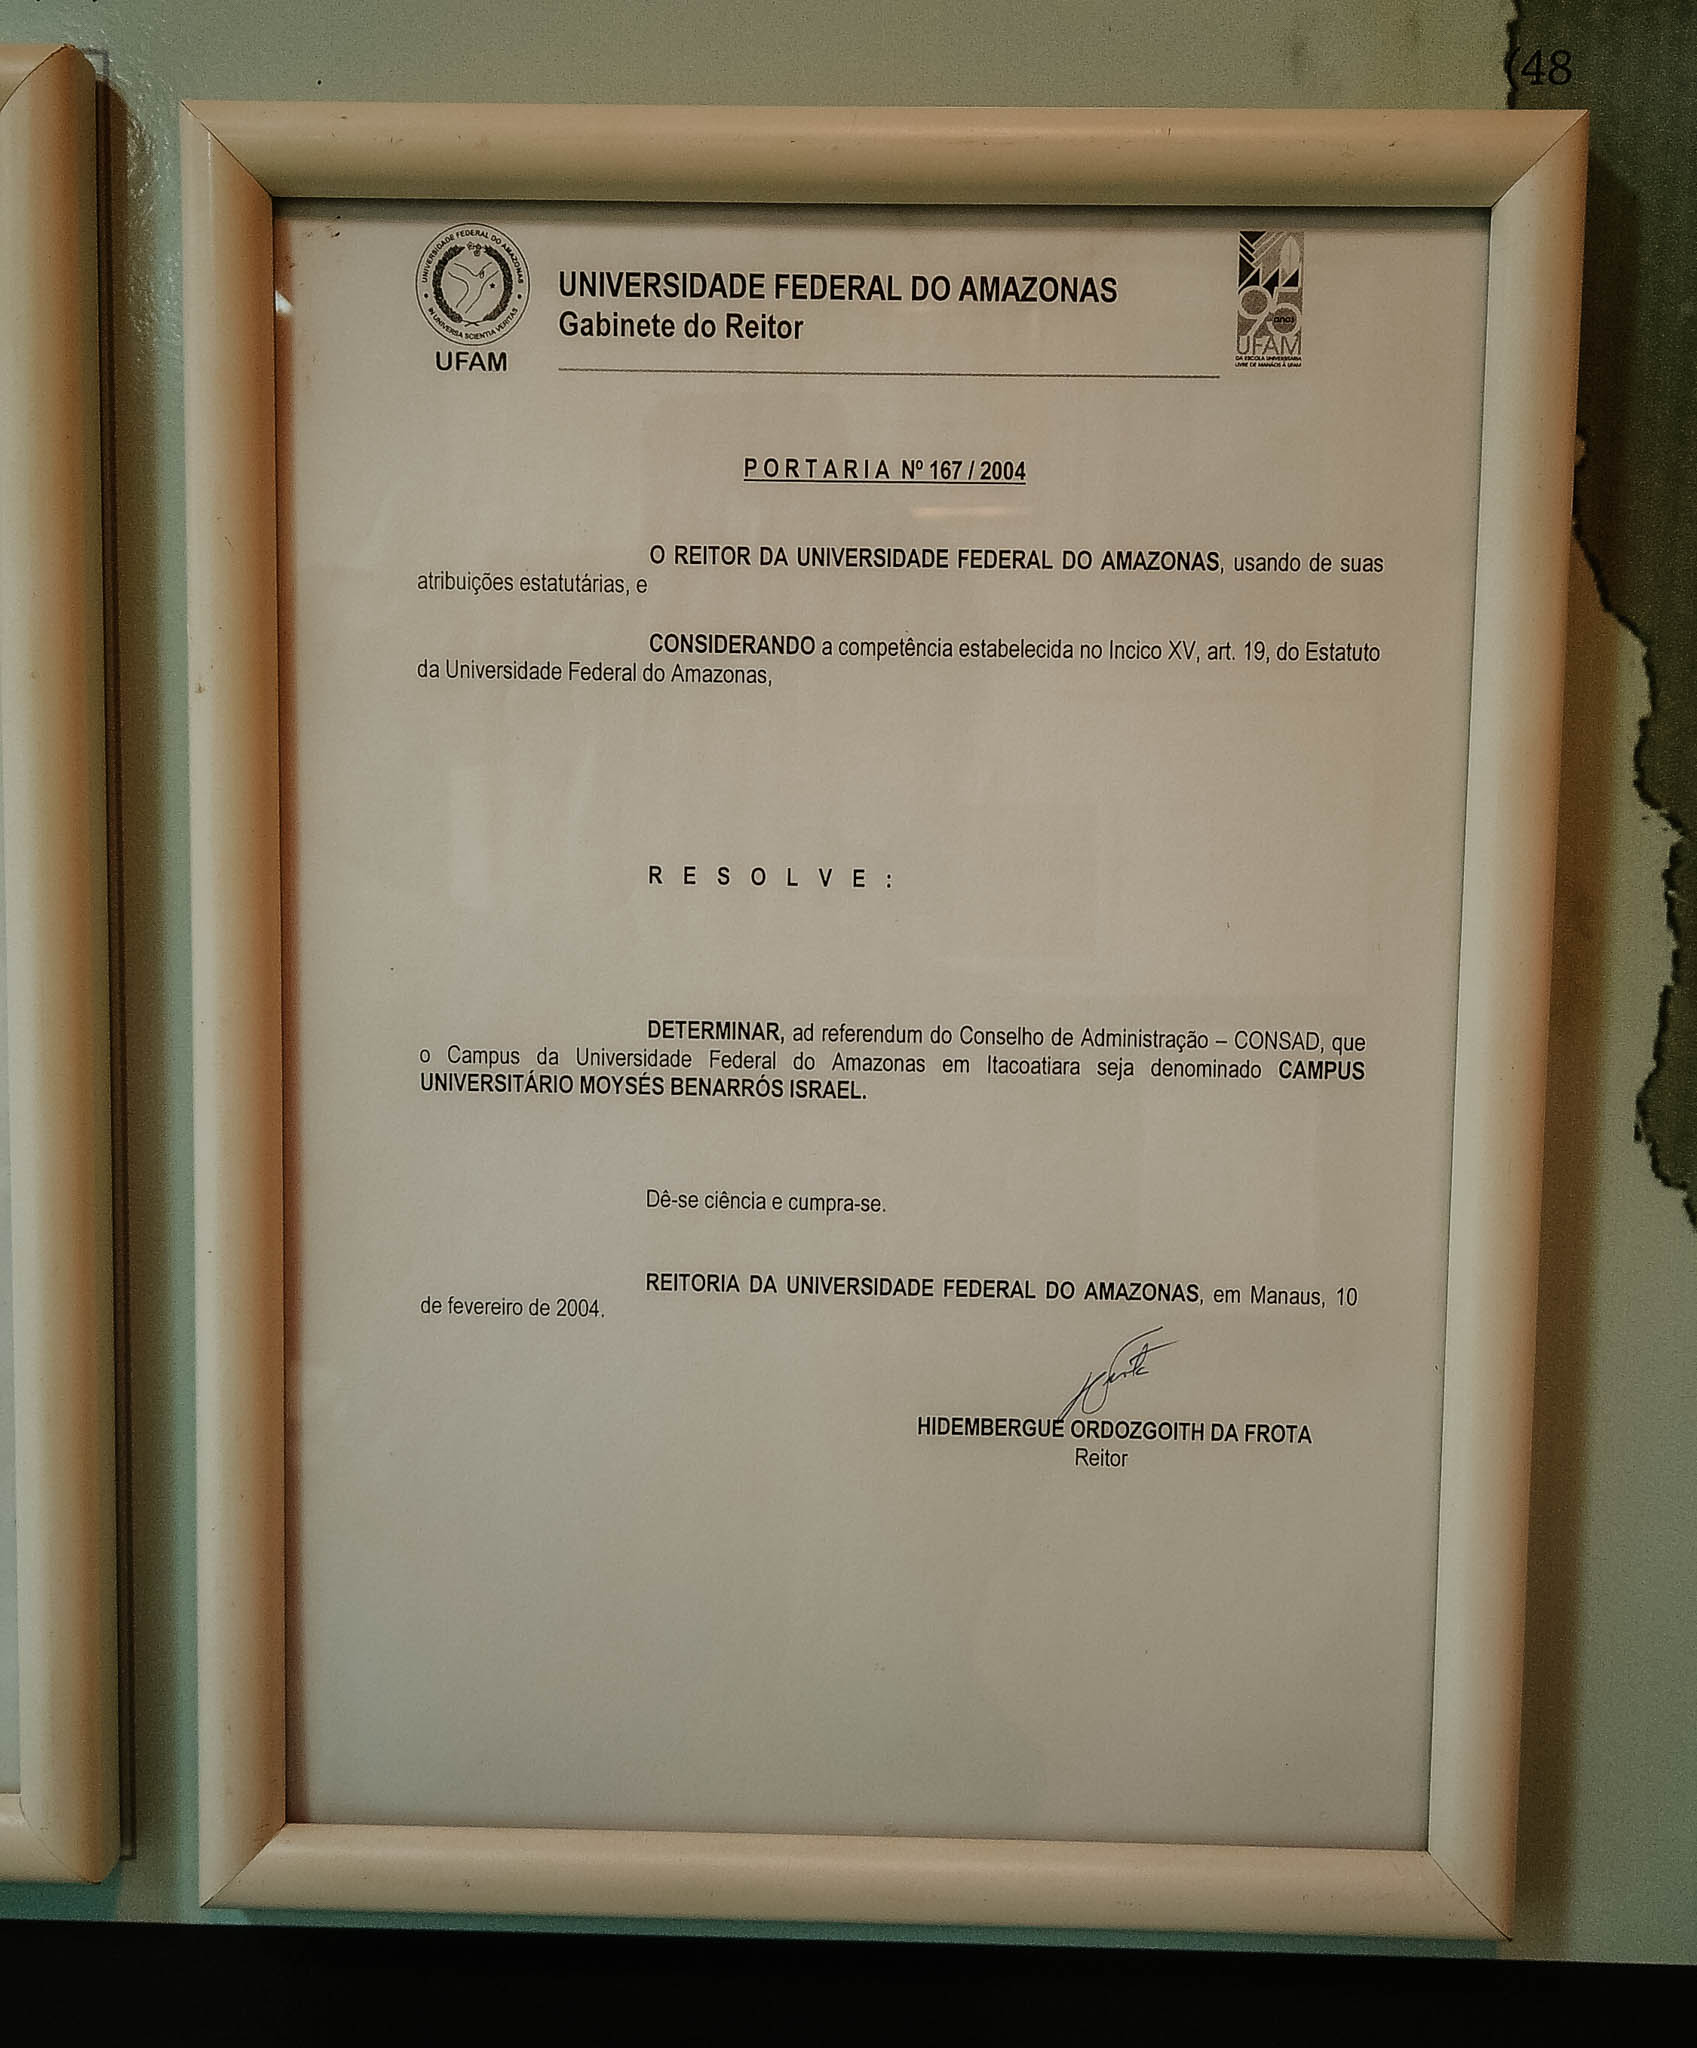 (48
UNIVERSIDADE FEDERAL DO AMAZONAS
IN UNIVERSA SCIENTIA VERITAS
UFAM
UNIVERSIDADE FEDERAL DO AMAZONAS
Gabinete do Reitor
95
anos
UFAM
DA ESCOLA UNIVERSITÁRIA
LIVRE DE MANÁOS À UFAM
PORTARIA Nº 167 / 2004
O REITOR DA UNIVERSIDADE FEDERAL DO AMAZONAS, usando de suas
atribuições estatutárias, e
CONSIDERANDO a competência estabelecida no Incico XV, art. 19, do Estatuto
da Universidade Federal do Amazonas,
R E S O L V E :
DETERMINAR, ad referendum do Conselho de Administração – CONSAD, que
o Campus da Universidade Federal do Amazonas em Itacoatiara seja denominado CAMPUS
UNIVERSITÁRIO MOYSÉS BENARRÓS ISRAEL.
Dê-se ciência e cumpra-se.
REITORIA DA UNIVERSIDADE FEDERAL DO AMAZONAS, em Manaus, 10
de fevereiro de 2004.
HIDEMBERGUE ORDOZGOITH DA FROTA
Reitor